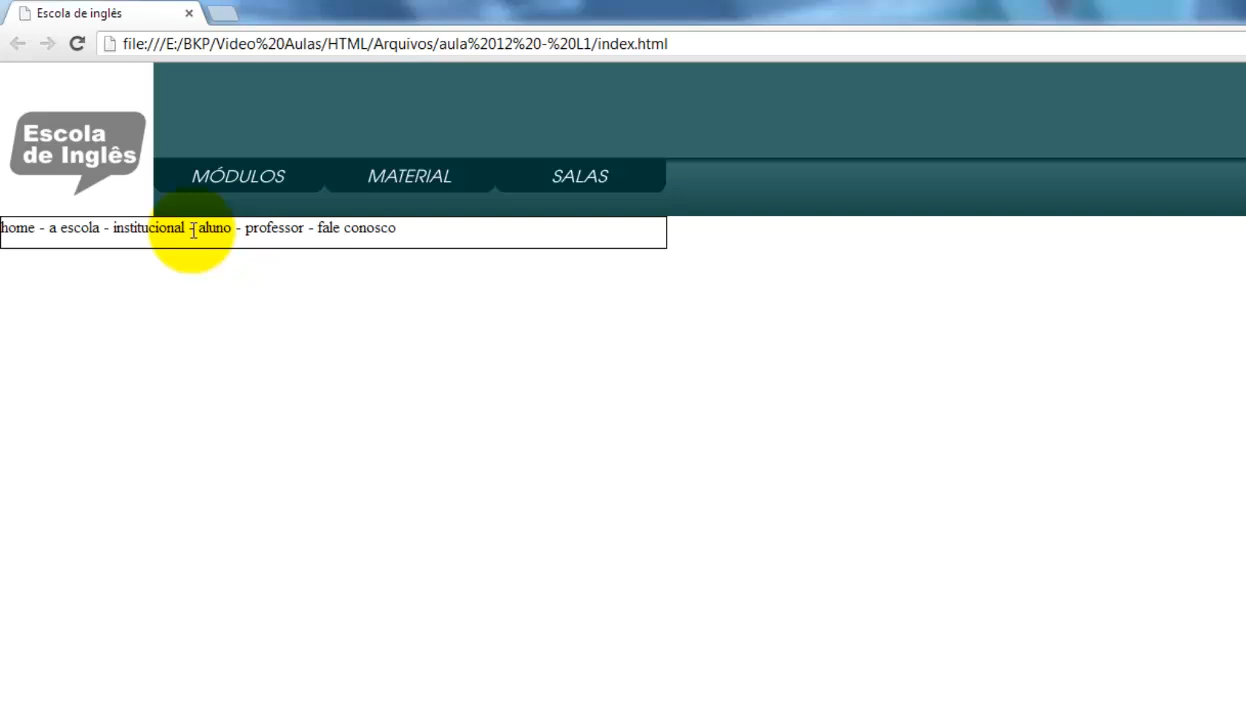 Escola de inglês
file:///E:/BKP/Video%20Aulas/HTML/Arquivos/aula%2012%20-%20L1/index.html
Escola
de Inglês
MÓDULOS MATERIAL SALAS
home - a escola - institucional - aluno - professor - fale conosco